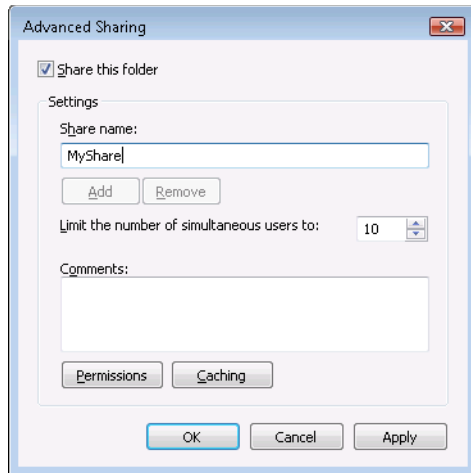 Advanced Sharing
Share this folder
Settings
Share name:
MyShare
Add Remove
Limit the number of simultaneous users to: 10
Comments:
Permissions Caching
OK Cancel Apply